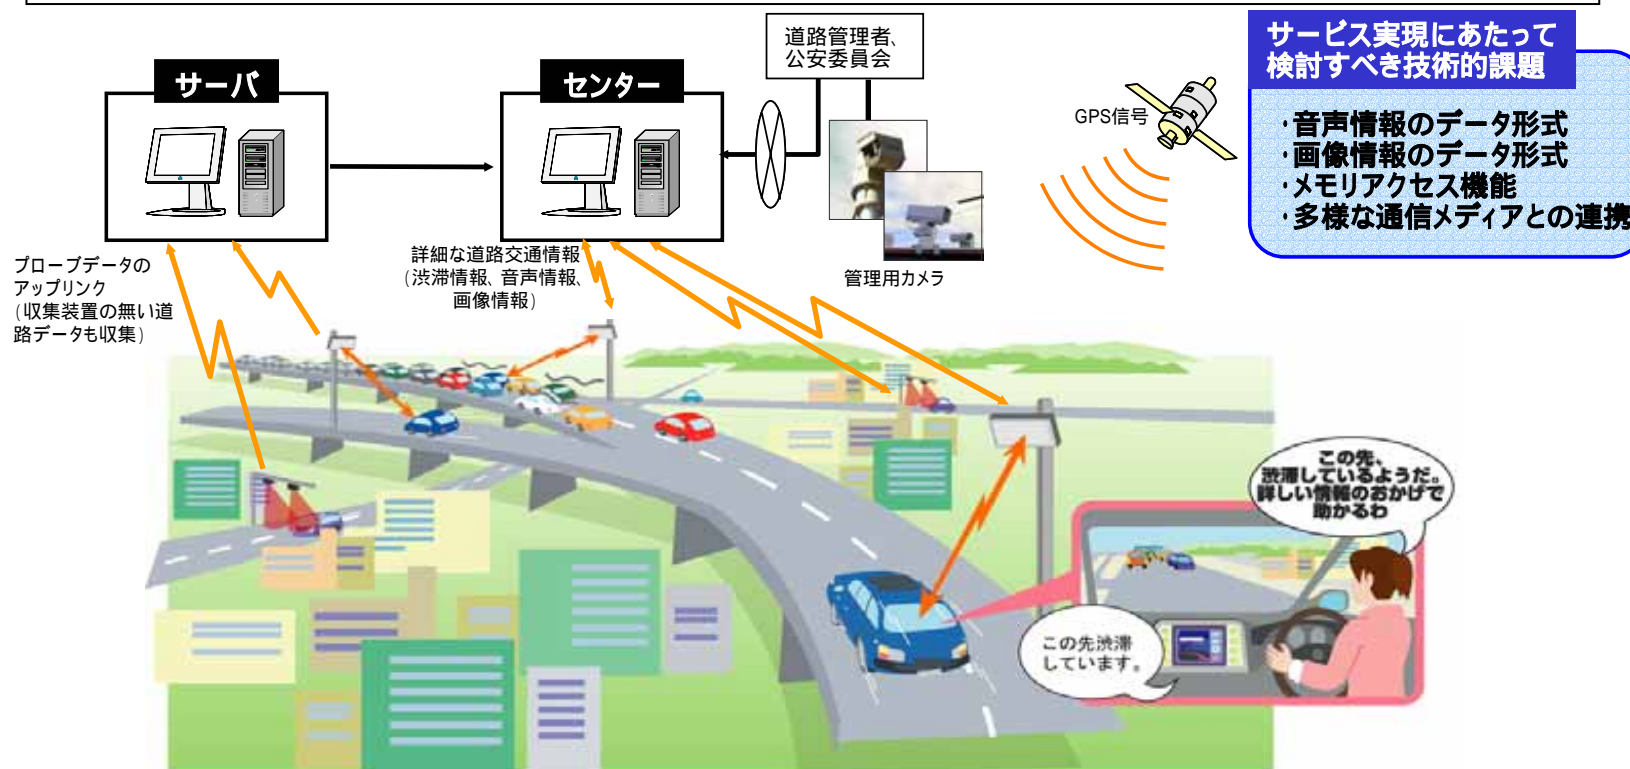 道路管理者、
公安委員会
サーバ
センター
GPS信号
サービス実現にあたって
検討すべき技術的課題
・音声情報のデータ形式
・画像情報のデータ形式
・メモリアクセス機能
・多様な通信メディアとの連携
プローブデータの
アップリンク
(収集装置の無い道
路データも収集)
詳細な道路交通情報
(渋滞情報、音声情報、
画像情報)
管理用カメラ
この先、
渋滞しているようだ。
詳しい情報のおかげで
助かるわ
この先渋滞
しています。